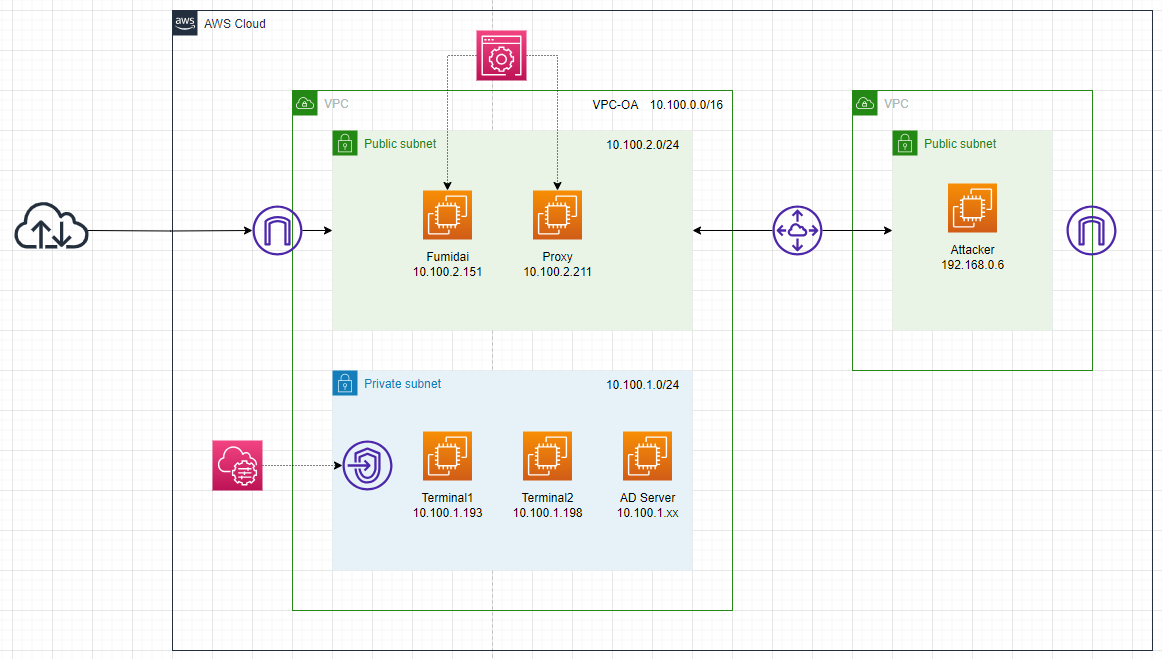 aws
AWS Cloud
VPC
VPC-OA 10.100.0.0/16
Public subnet
10.100.2.0/24
Fumidai
10.100.2.151
Proxy
10.100.2.211
Private subnet
10.100.1.0/24
Terminal1
10.100.1.193
Terminal2
10.100.1.198
AD Server
10.100.1.xx
VPC
Public subnet
Attacker
192.168.0.6